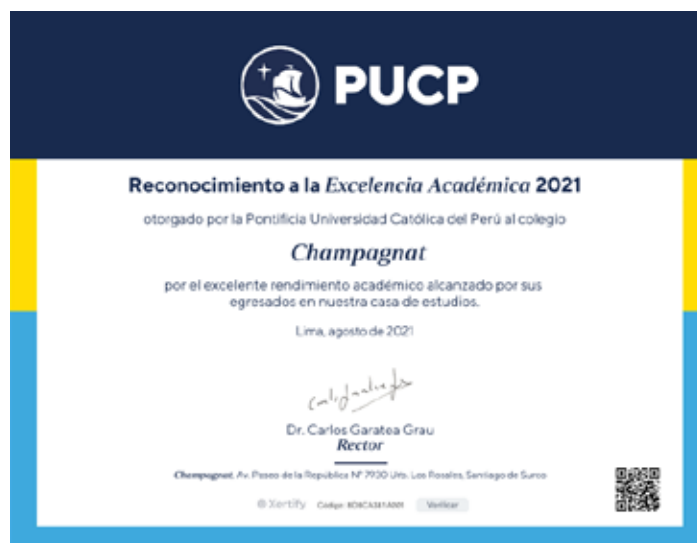 PUCP
Reconocimiento a la Excelencia Académica 2021
otorgado por la Pontificia Universidad Católica del Perú al colegio
Champagnat
por el excelente rendimiento académico alcanzado por sus
egresados en nuestra casa de estudios.
Lima, agosto de 2021
Dr. Carlos Garatea Grau
Rector
Champagnat. Av. Paseo de la República N° 7930 Urb. Los Rosales, Santiago de Surco
Xertify Código: Verificar